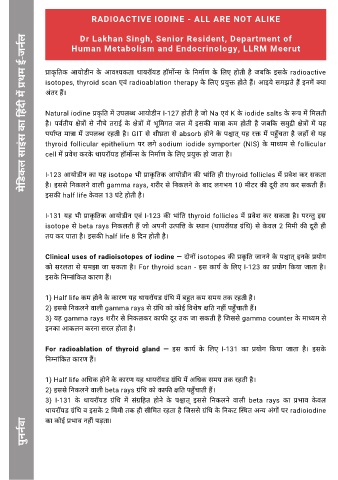 RADIOACTIVE IODINE - ALL ARE NOT ALIKE
Dr Lakhan Singh, Senior Resident, Department of
Human Metabolism and Endocrinology, LLRM Meerut
मेडिकल साइंस का हिंदी में प्रथम ई-जर्नल
पुनर्नवा
प्राकृतिक आयोडीन के आवश्यकता थायरॉयड हॉर्मोन्स के निर्माण के लिए होती है जबकि इसके radioactive
isotopes, thyroid scan एवं radioablation therapy के लिए प्रयुक्त होते हैं। आइये समझते हैं इनमें क्या
अंतर है।
Natural iodine प्रकृति में उपलब्ध आयोडीन I-127 होती है जो Na एवं K के iodide salts के रूप में मिलती
है। पर्वतीय क्षेत्रों से नीचे तराई के क्षेत्रों में भूमिगत जल में इसकी मात्रा कम होती है जबकि समुद्री क्षेत्रों में यह
पर्याप्त मात्रा में उपलब्ध रहती है। GIT से शीघ्रता से absorb होने के पश्चात् यह रक्त में पहुँचता है जहाँ से यह
thyroid follicular epithelium पर लगे sodium iodide symporter (NIS) के माध्यम से follicular
cell में प्रवेश करके थायरॉयड हॉर्मोन्स के निर्माण के लिए प्रयुक्त हो जाता है।
I-123 आयोडीन का यह isotope भी प्राकृतिक आयोडीन की भांति ही thyroid follicles में प्रवेश कर सकता
है। इससे निकलने वाली gamma rays, शरीर से निकलने के बाद लगभग 10 मीटर की दूरी तय कर सकती हैं।
इसकी half life केवल 13 घंटे होती है।
I-131 यह भी प्राकृतिक आयोडीन एवं I-123 की भांति thyroid follicles में प्रवेश कर सकता है। परन्तु इस
isotope से beta rays निकलती हैं जो अपनी उत्पत्ति के स्थान (थायरॉयड ग्रंथि) से केवल 2 मिमी की दूरी ही
तय कर पाता है। इसकी half life 8 दिन होती है।
Clinical uses of radioisotopes of iodine — दोनों isotopes की प्रकृति जानने के पश्चात् इनके प्रयोग
को सरलता से समझा जा सकता है। For thyroid scan - इस कार्य के लिए I-123 का प्रयोग किया जाता है।
इसके निम्नांकित कारण हैं।
1) Half life कम होने के कारण यह थायरॉयड ग्रंथि में बहुत कम समय तक रहती है।
2) इससे निकलने वाली gamma rays से ग्रंथि को कोई विशेष क्षति नहीं पहुँचाती हैं।
3) यह gamma rays शरीर से निकलकर काफी दूर तक जा सकती हैं जिससे gamma counter के माध्यम से
इनका आकलन करना सरल होता है।
For radioablation of thyroid gland — इस कार्य के लिए I-131 का प्रयोग किया जाता है। इसके
निम्नांकित कारण हैं।
1) Half life अधिक होने के कारण यह थायरॉयड ग्रंथि में अधिक समय तक रहती है।
2) इससे निकलने वाली beta rays ग्रंथि को काफी क्षति पहुँचाती हैं।
3) I-131 के थायरॉयड ग्रंथि में संग्रहित होने के पश्चात् इससे निकलने वाली beta rays का प्रभाव केवल
थायरॉयड ग्रंथि व इसके 2 मिमी तक ही सीमित रहता है जिससे ग्रंथि के निकट स्थित अन्य अंगों पर radioiodine
का कोई प्रभाव नहीं पड़ता।